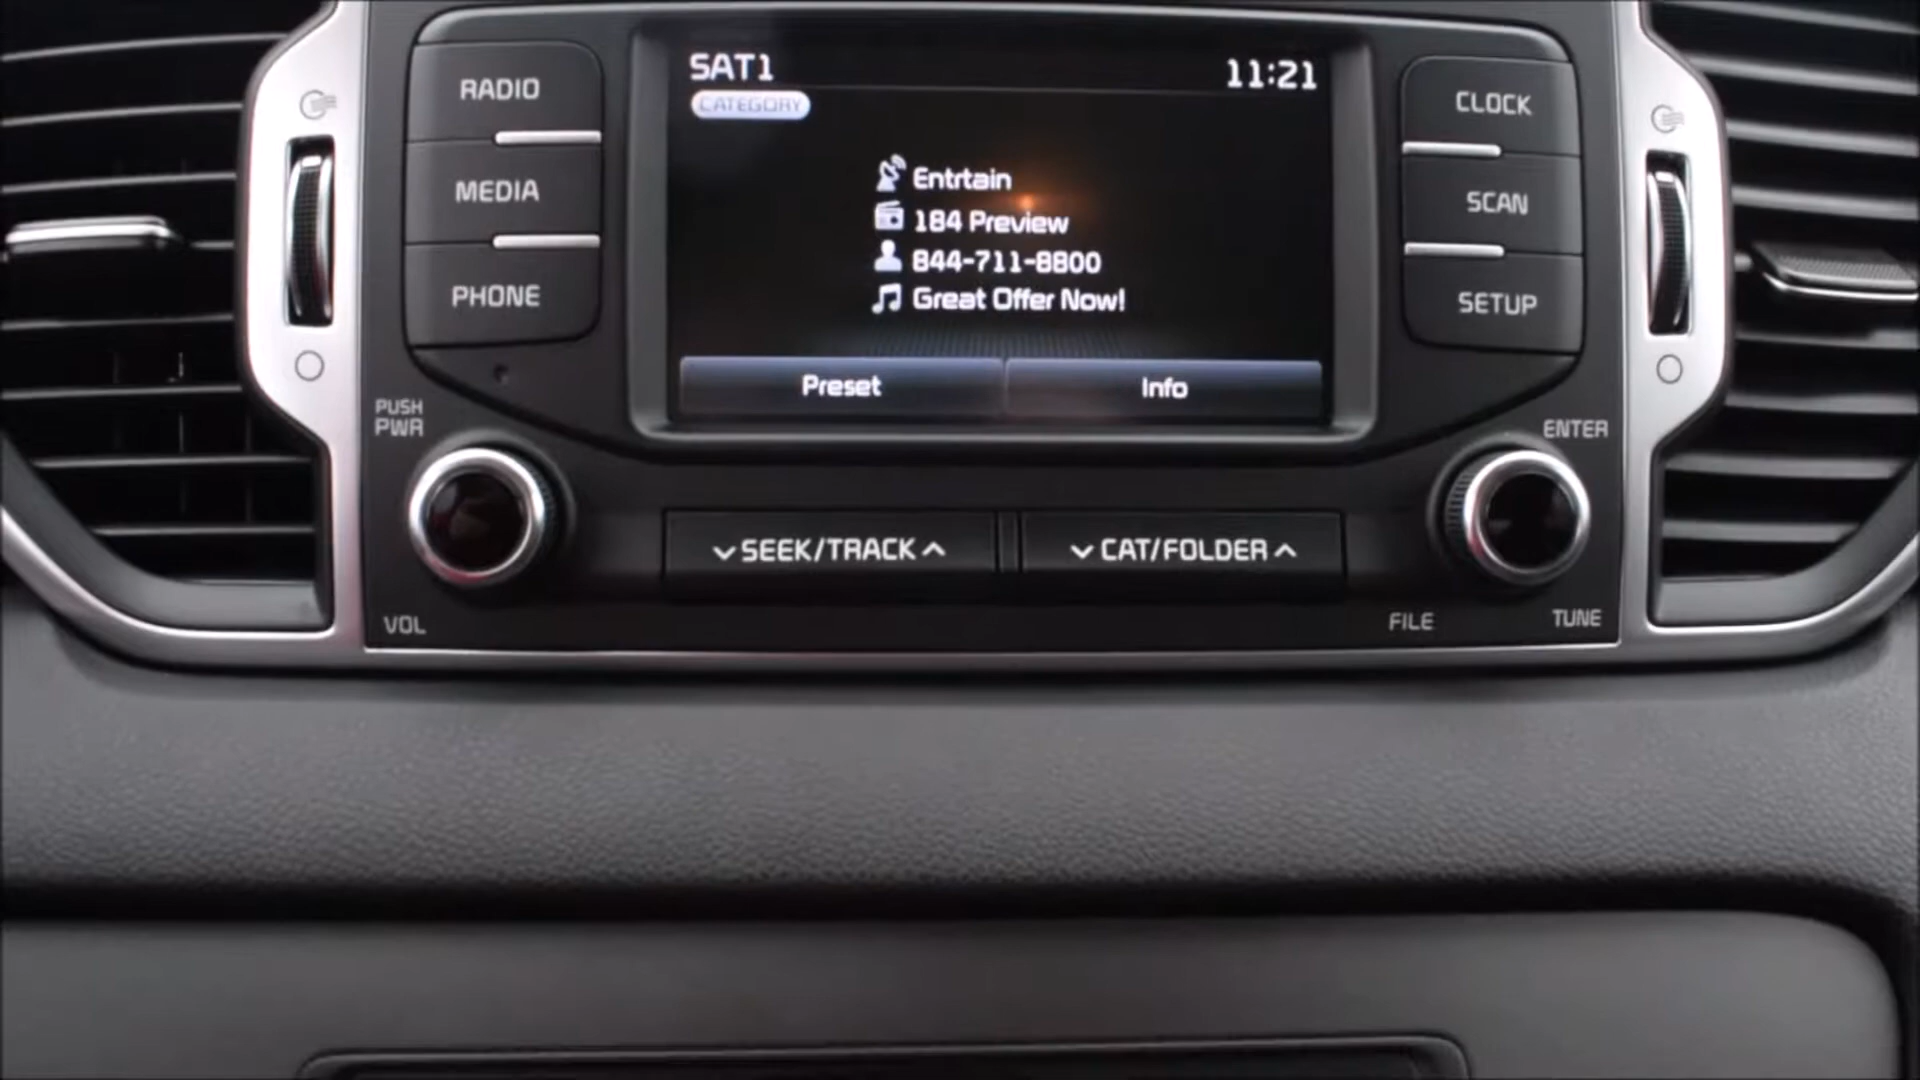 SAT1
11:21
CATEGORY
Entrtain
184 Preview
844-711-8800
Great Offer Now!
Preset
Info
RADIO
MEDIA
PHONE
CLOCK
SCAN
SETUP
PUSH
PWR
ENTER
SEEK/TRACK
CAT/FOLDER
VOL
FILE
TUNE